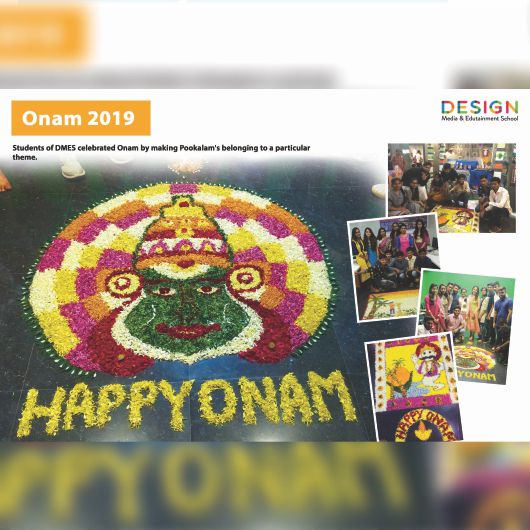 Onam 2019
DESIGN
Media & Edutainment School
Students of DMES celebrated Onam by making Pookalam's belonging to a particular
theme.
HAPPY ONAM
ONAM
HAPPY ONAM